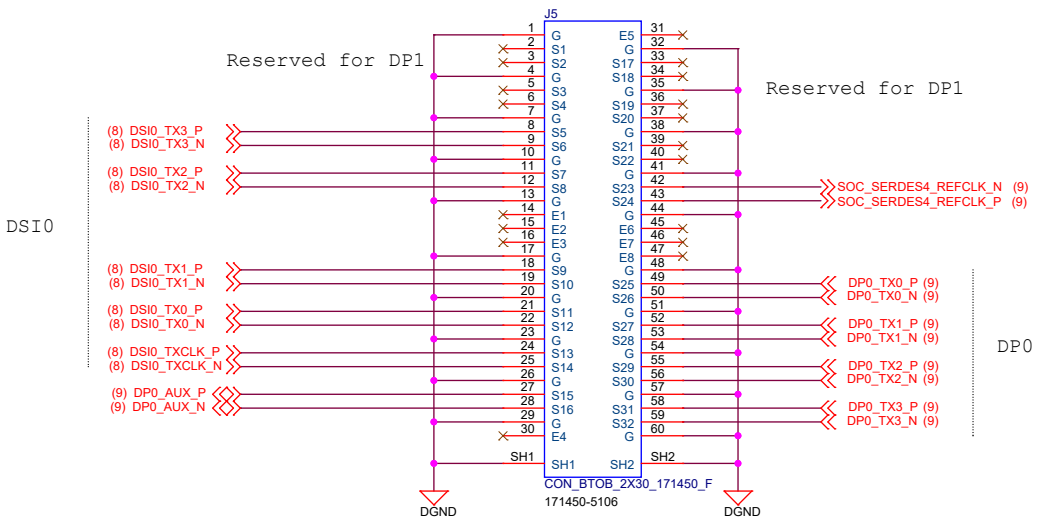 J5
1 G E5 31
2 S1 G 32
3 S2 S17 33
4 G S18 34
5 S3 G 35
6 S4 S19 36
7 G S20 37
(8) DSI0_TX3_P 8 S5 G 38
(8) DSI0_TX3_N 9 S6 S21 39
10 G S22 40
(8) DSI0_TX2_P 11 S7 G 41
(8) DSI0_TX2_N 12 S8 S23 42 SOC_SERDES4_REFCLK_N (9)
13 G S24 43 SOC_SERDES4_REFCLK_P (9)
14 E1 G 44
15 E2 E6 45
16 E3 E7 46
17 G E8 47
(8) DSI0_TX1_P 18 S9 G 48
(8) DSI0_TX1_N 19 S10 S25 49 DP0_TX0_P (9)
20 G S26 50 DP0_TX0_N (9)
(8) DSI0_TX0_P 21 S11 G 51
(8) DSI0_TX0_N 22 S12 S27 52 DP0_TX1_P (9)
23 G S28 53 DP0_TX1_N (9)
(8) DSI0_TXCLK_P 24 S13 G 54
(8) DSI0_TXCLK_N 25 S14 S29 55 DP0_TX2_P (9)
26 G S30 56 DP0_TX2_N (9)
(9) DP0_AUX_P 27 S15 G 57
(9) DP0_AUX_N 28 S16 S31 58 DP0_TX3_P (9)
29 G S32 59 DP0_TX3_N (9)
30 E4 G 60
SH1 SH1 SH2 SH2
CON_BTOB_2X30_171450_F
171450-5106
Reserved for DP1
Reserved for DP1
DSI0
DP0
DGND
DGND